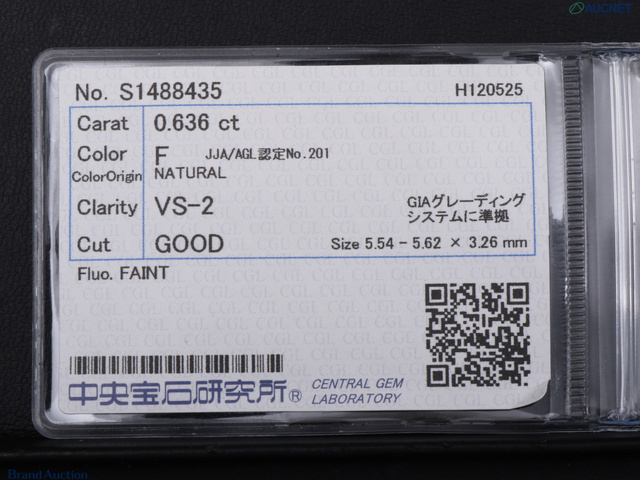 AUCNET
No. S1488435 H120525
Carat 0.636 ct
Color F JJA/AGL認定No.201
ColorOrigin NATURAL
Clarity VS-2 GIAグレーディング
システムに準拠
Cut GOOD Size 5.54 - 5.62 × 3.26 mm
Fluo. FAINT
中央宝石研究所® CENTRAL GEM
LABORATORY
BrandAuction